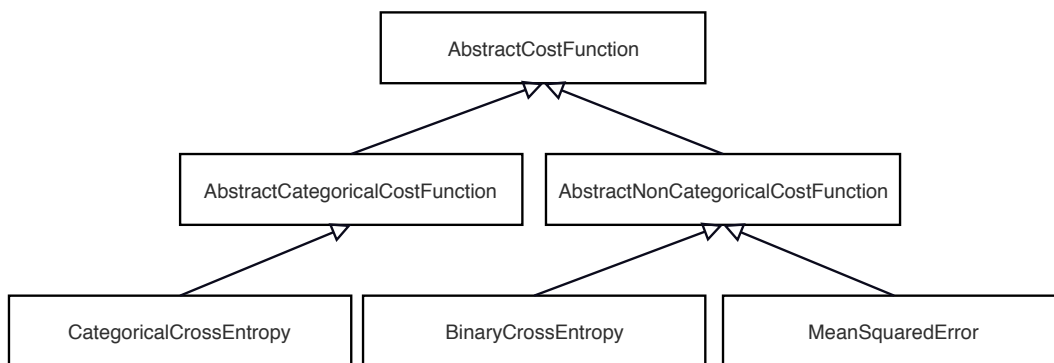 AbstractCostFunction
AbstractCategoricalCostFunction
AbstractNonCategoricalCostFunction
CategoricalCrossEntropy
BinaryCrossEntropy
MeanSquaredError